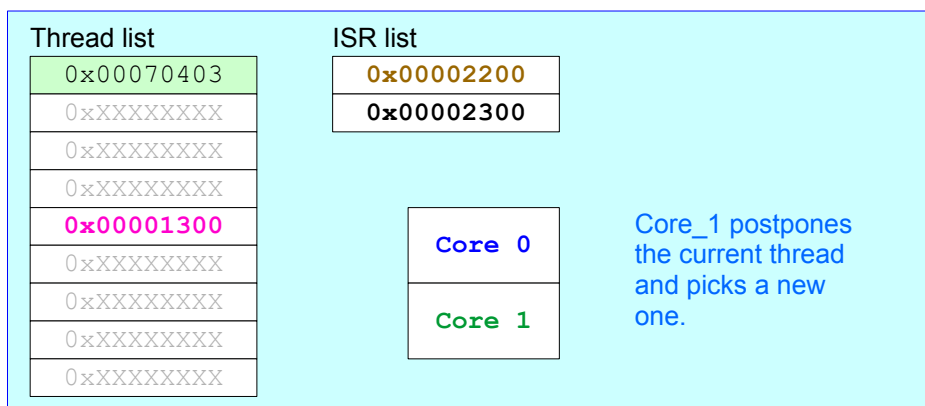 Thread list
0x00070403
0xXXXXXXXX
0xXXXXXXXX
0xXXXXXXXX
0x00001300
0xXXXXXXXX
0xXXXXXXXX
0xXXXXXXXX
0xXXXXXXXX
ISR list
0x00002200
0x00002300
Core 0
Core 1
Core_1 postpones
the current thread
and picks a new
one.